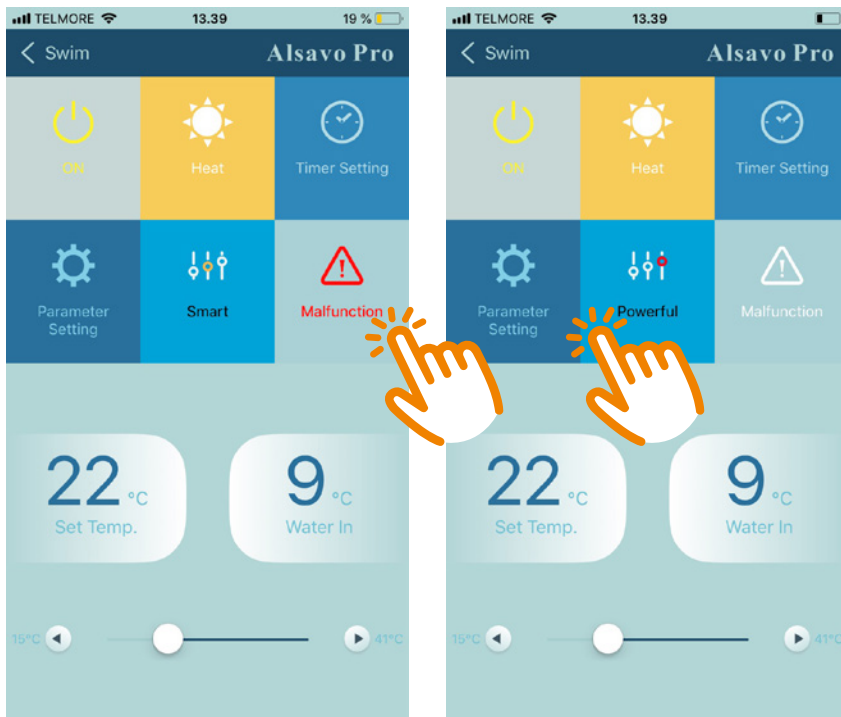 TELMORE 13.39 19 %
Swim Alsavo Pro
ON Heat Timer Setting
Parameter
Setting
Smart
Malfunction
22 °C
Set Temp.
9 °C
Water In
15°C 41°C
TELMORE 13.39
Swim Alsavo Pro
ON Heat Timer Setting
Parameter
Setting
Powerful
Malfunction
22 °C
Set Temp.
9 °C
Water In
15°C 41°C